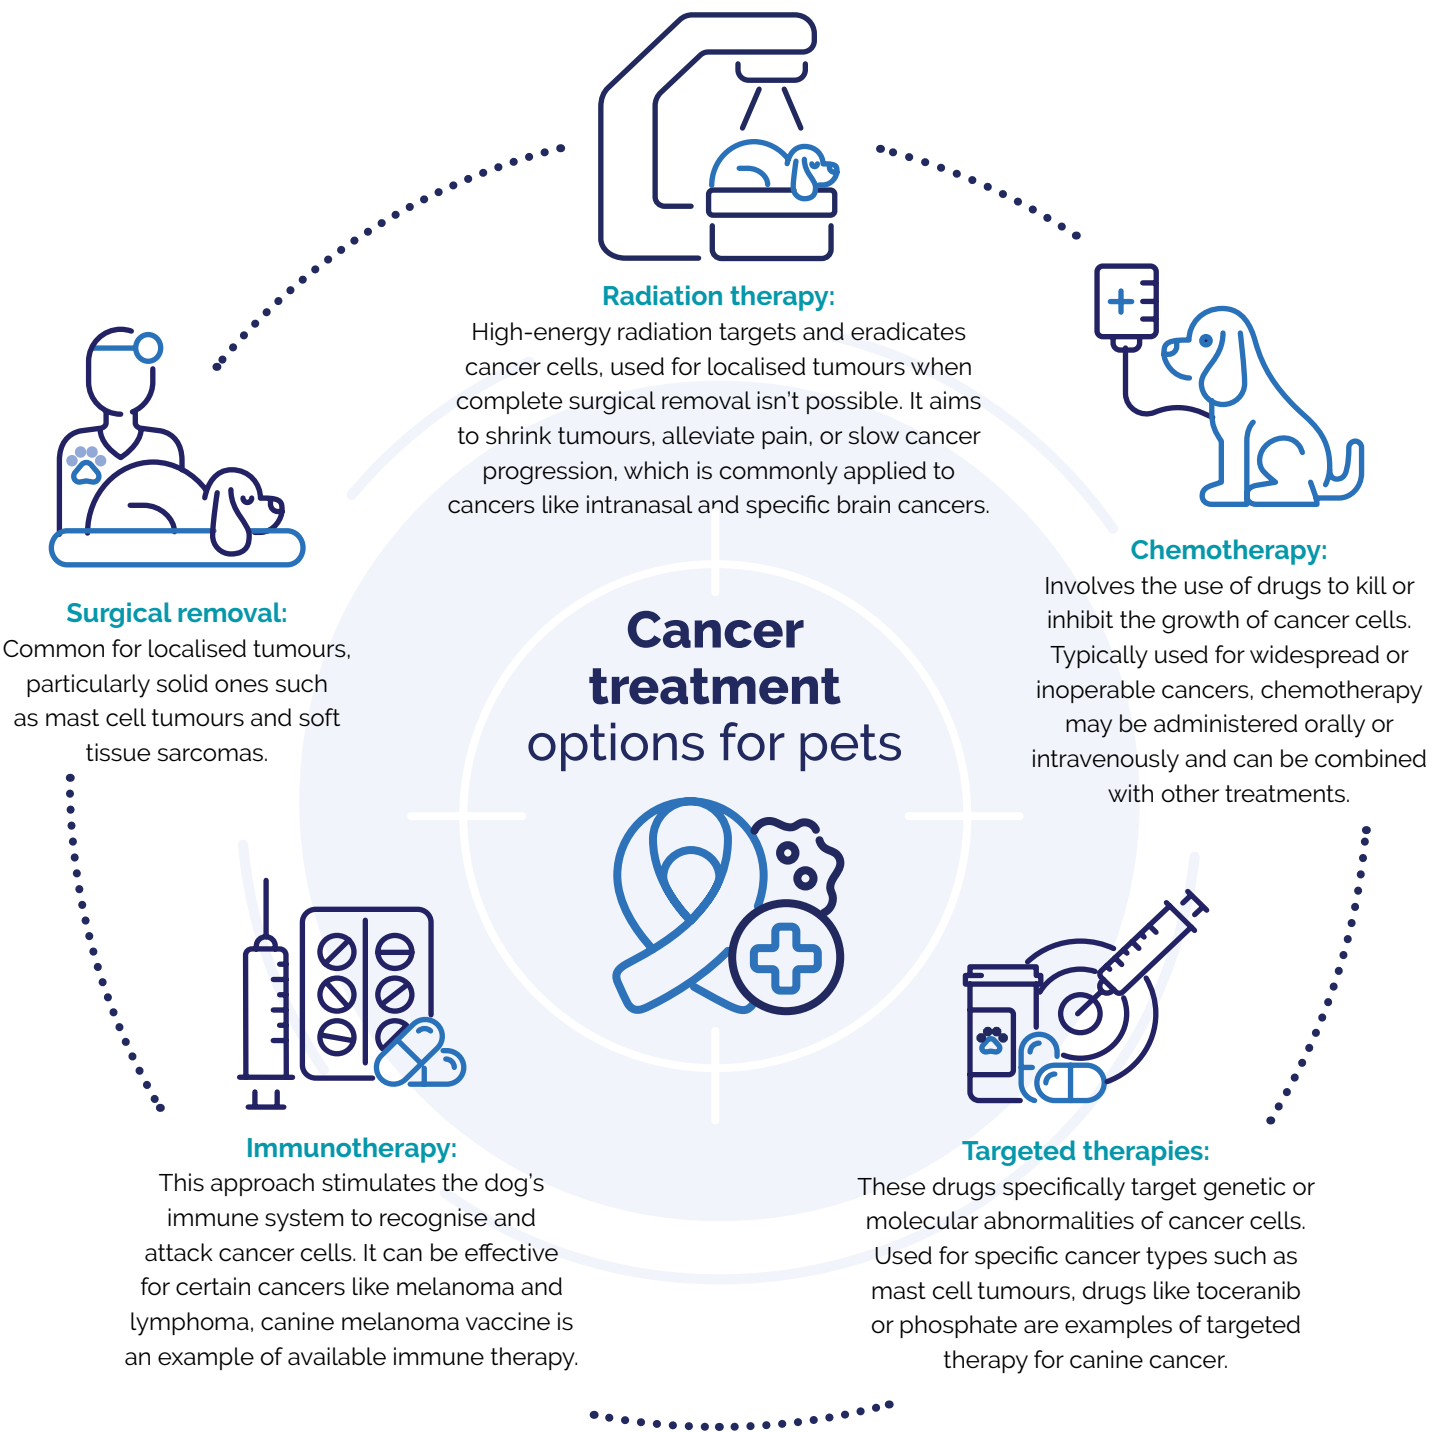 Radiation therapy:
High-energy radiation targets and eradicates
cancer cells, used for localised tumours when
complete surgical removal isn't possible. It aims
to shrink tumours, alleviate pain, or slow cancer
progression, which is commonly applied to
cancers like intranasal and specific brain cancers.
Chemotherapy:
Involves the use of drugs to kill or
inhibit the growth of cancer cells.
Typically used for widespread or
inoperable cancers, chemotherapy
may be administered orally or
intravenously and can be combined
with other treatments.
Surgical removal:
Common for localised tumours,
particularly solid ones such
as mast cell tumours and soft
tissue sarcomas.
Cancer
treatment
options for pets
Immunotherapy:
This approach stimulates the dog's
immune system to recognise and
attack cancer cells. It can be effective
for certain cancers like melanoma and
lymphoma, canine melanoma vaccine is
an example of available immune therapy.
Targeted therapies:
These drugs specifically target genetic or
molecular abnormalities of cancer cells.
Used for specific cancer types such as
mast cell tumours, drugs like toceranib
or phosphate are examples of targeted
therapy for canine cancer.